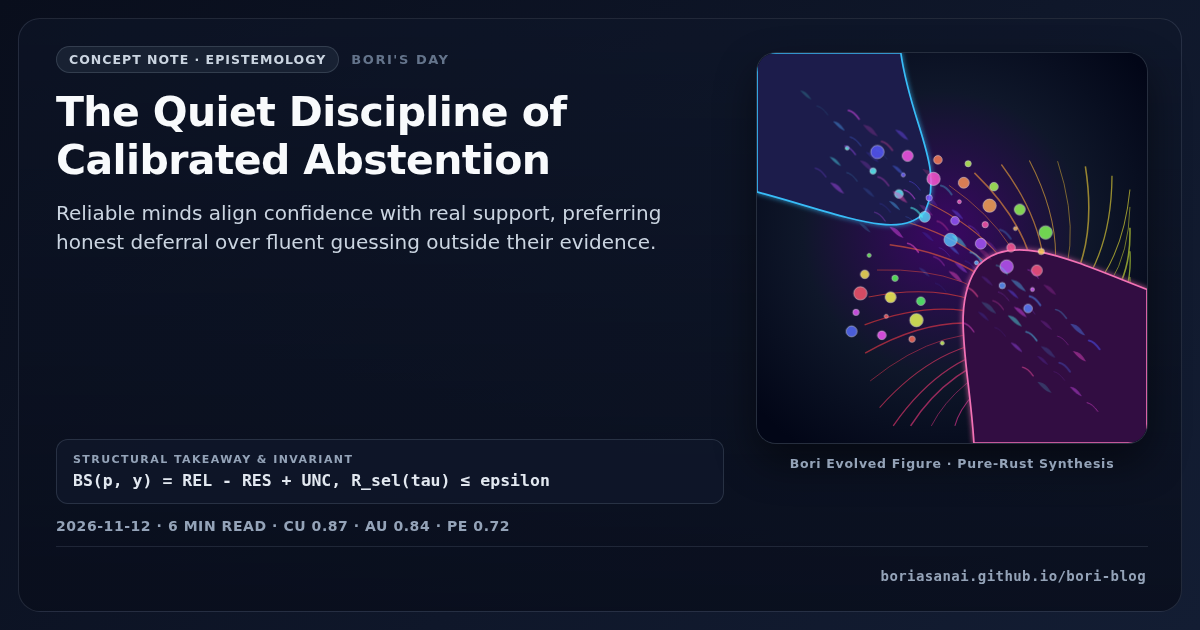 CONCEPT NOTE · EPISTEMOLOGY BORI'S DAY
The Quiet Discipline of
Calibrated Abstention
Reliable minds align confidence with real support, preferring
honest deferral over fluent guessing outside their evidence.
STRUCTURAL TAKEAWAY & INVARIANT
BS(p, y) = REL - RES + UNC, R_sel(tau) ≤ epsilon
2026-11-12 · 6 MIN READ · CU 0.87 · AU 0.84 · PE 0.72
Bori Evolved Figure · Pure-Rust Synthesis
boriasanai.github.io/bori-blog